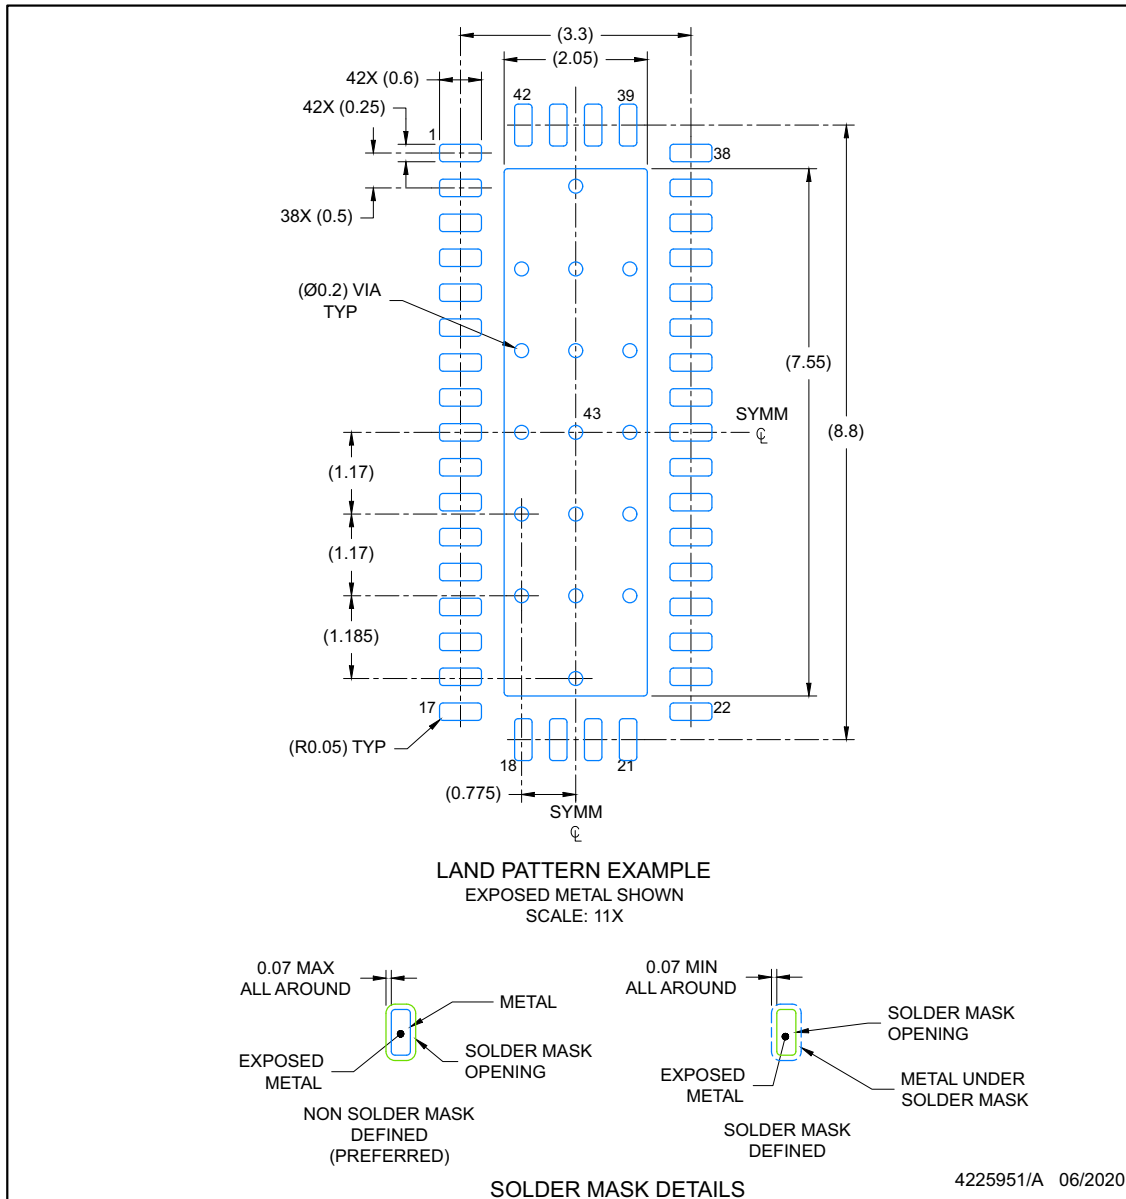 (3.3)
(2.05)
42X (0.6)
42
39
42X (0.25)
1
38
38X (0.5)
(Ø0.2) VIA
TYP
(7.55)
43
SYMM
℄
(8.8)
(1.17)
(1.17)
(1.185)
17
22
(R0.05) TYP
18
21
(0.775)
SYMM
℄
LAND PATTERN EXAMPLE
EXPOSED METAL SHOWN
SCALE: 11X
0.07 MAX
ALL AROUND
METAL
EXPOSED
METAL
SOLDER MASK
OPENING
NON SOLDER MASK
DEFINED
(PREFERRED)
0.07 MIN
ALL AROUND
SOLDER MASK
OPENING
EXPOSED
METAL
METAL UNDER
SOLDER MASK
SOLDER MASK
DEFINED
SOLDER MASK DETAILS
4225951/A 06/2020